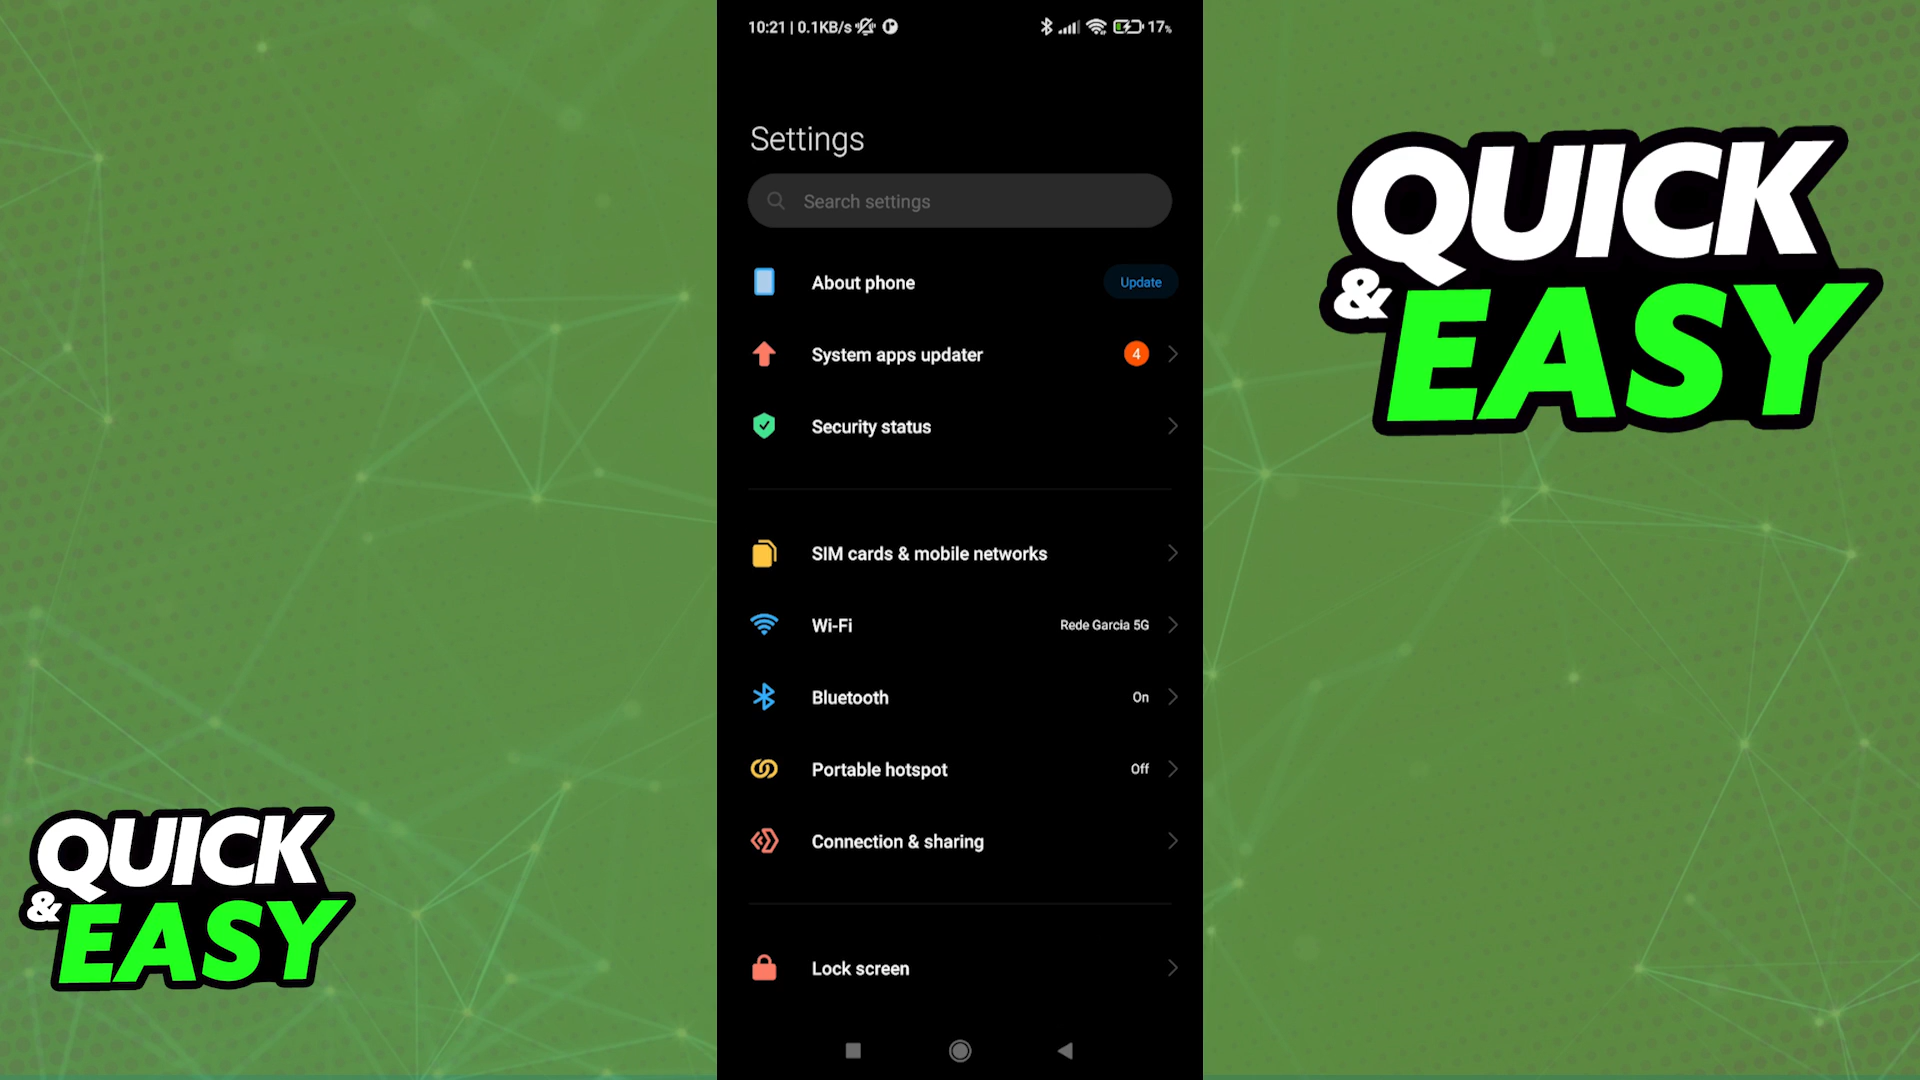 10:21 | 0.1KB/s
17%
Settings
Search settings
About phone
Update
System apps updater
4
Security status
SIM cards & mobile networks
Wi-Fi
Rede Garcia 5G
Bluetooth
On
Portable hotspot
Off
Connection & sharing
Lock screen
QUICK
& EASY
QUICK
& EASY